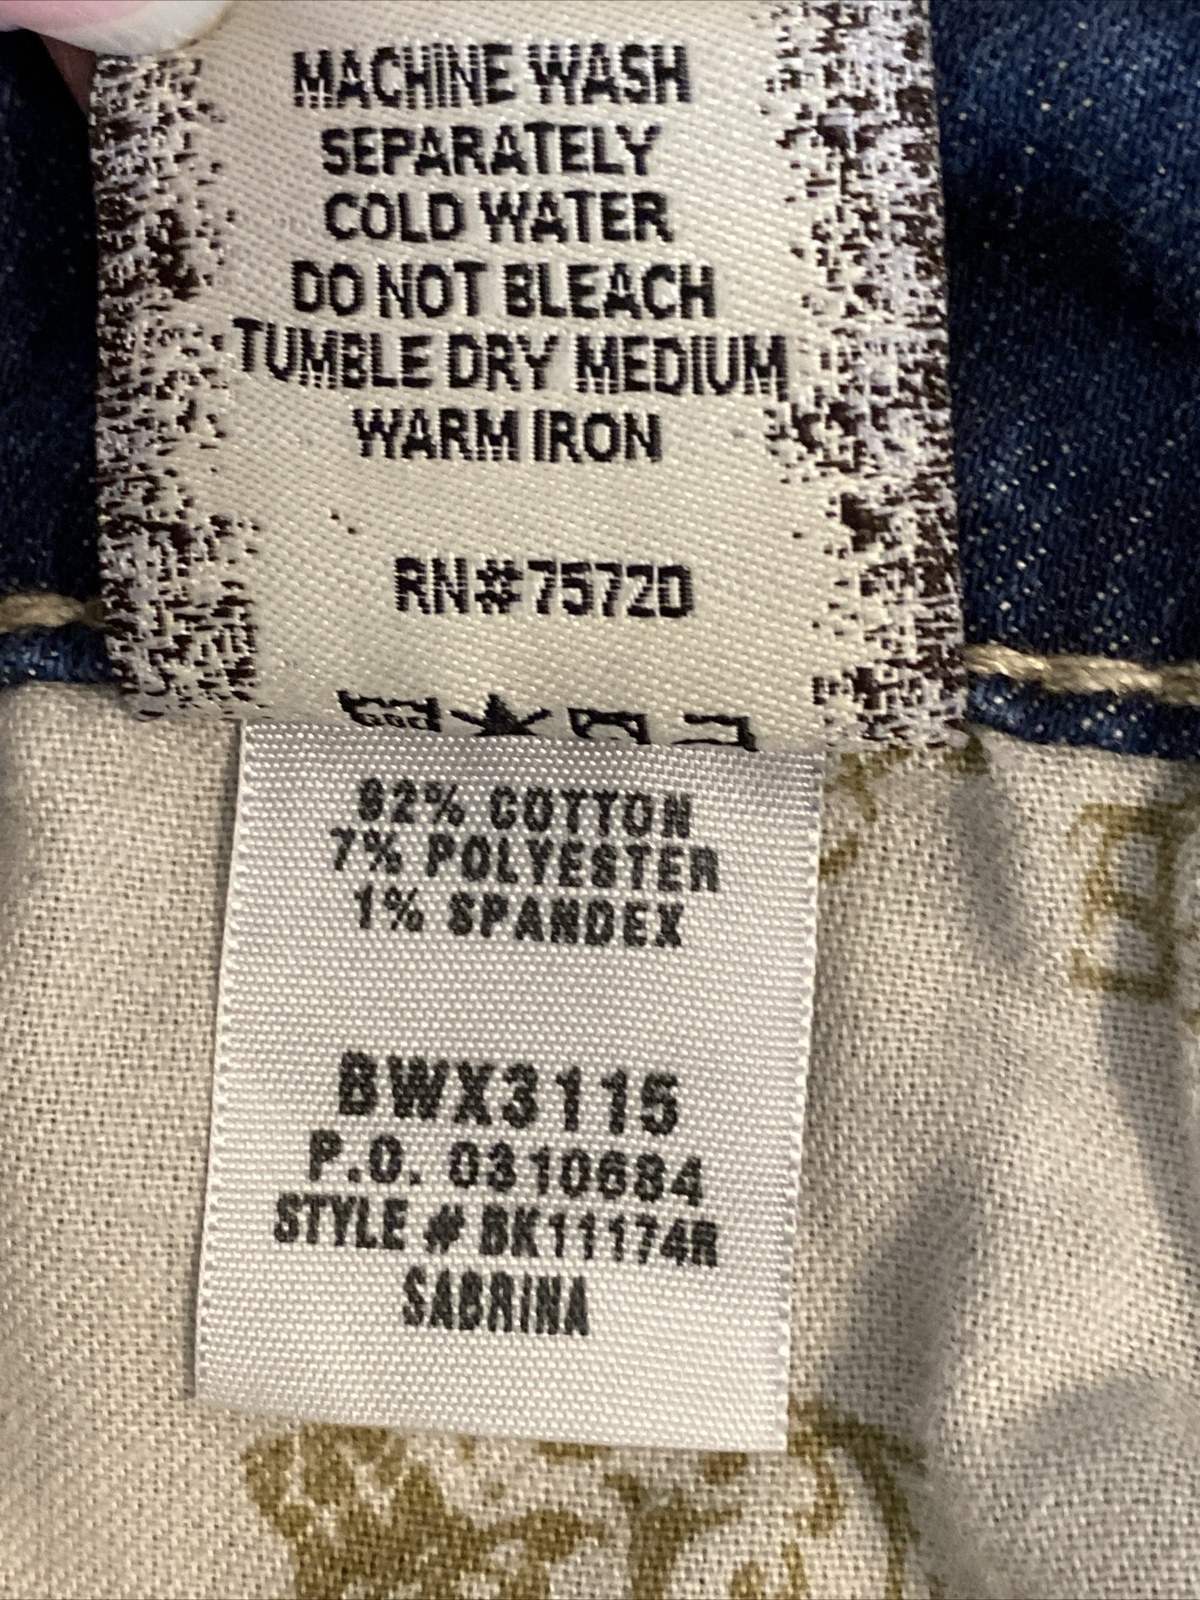 MACHINE WASH
SEPARATELY
COLD WATER
DO NOT BLEACH
TUMBLE DRY MEDIUM
WARM IRON
RN#75720
92% COTTON
7% POLYESTER
1% SPANDEX
BWX3115
P.O. 0310684
STYLE # BK11174R
SABRINA